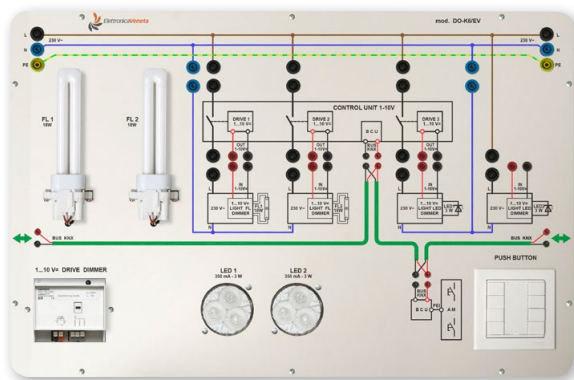 ElettronicaVeneta
mod. DO-K6/EV
L
230 V~
N
PE
L
230 V~
N
PE
FL 1
18W
FL 2
18W
CONTROL UNIT 1-10V
DRIVE 1
1...10 V=
DRIVE 2
1...10 V=
DRIVE 3
1...10 V=
B C U
BUS
KNX
OUT
1-10V=
OUT
1-10V=
OUT
1-10V=
IN
1-10V=
IN
1-10V=
IN
1-10V=
IN
1-10V=
L
L
L
L
230 V~
1...10 V=
LIGHT FL
DIMMER
FL1
230 V~
1...10 V=
LIGHT FL
DIMMER
230 V~
1...10 V=
LIGHT LED
DIMMER
3 W
230 V~
1...10 V=
LIGHT LED
DIMMER
3 W
N
N
N
N
BUS KNX
BUS KNX
1...10 V= DRIVE DIMMER
LED 1
350 mA - 3 W
LED 2
350 mA - 3 W
BUS
KNX
B C U
PEI
A M
PUSH BUTTON